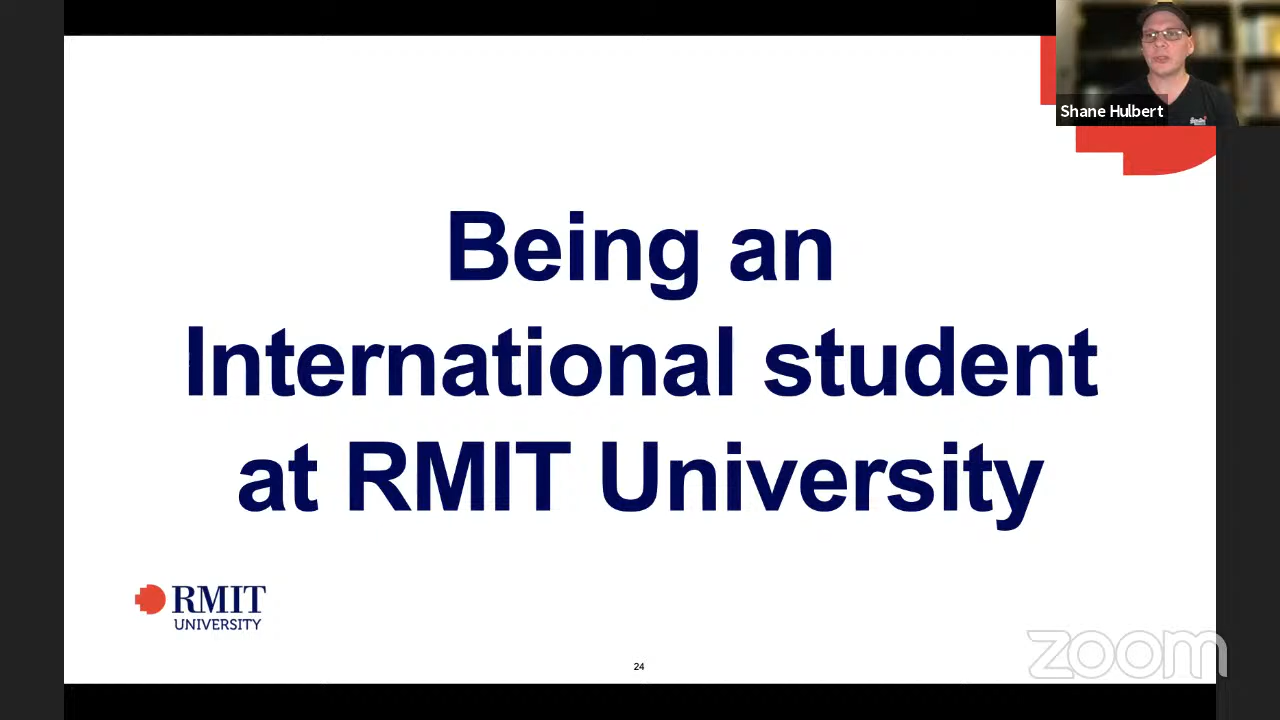 Shane Hulbert
Being an
International student
at RMIT University
RMIT
UNIVERSITY
24
zoom